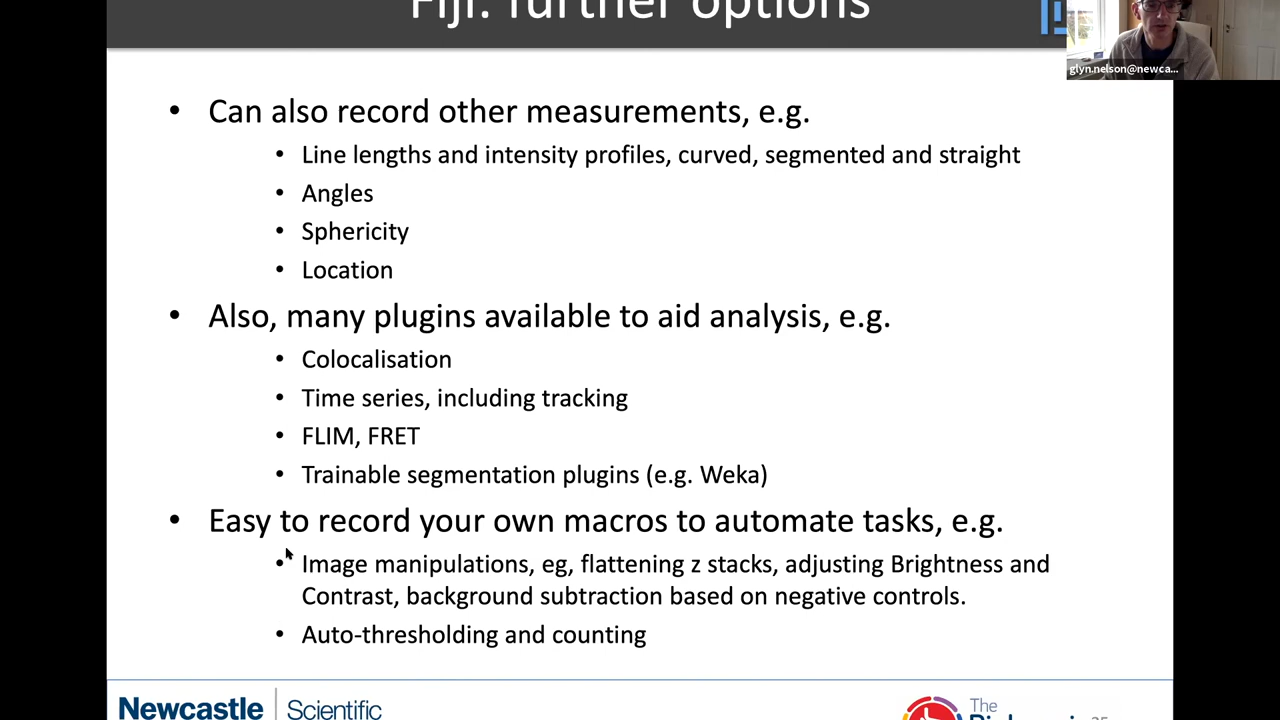 Fiji: further options
glyn.nelson@newca...
• Can also record other measurements, e.g.
• Line lengths and intensity profiles, curved, segmented and straight
• Angles
• Sphericity
• Location
• Also, many plugins available to aid analysis, e.g.
• Colocalisation
• Time series, including tracking
• FLIM, FRET
• Trainable segmentation plugins (e.g. Weka)
• Easy to record your own macros to automate tasks, e.g.
• Image manipulations, eg, flattening z stacks, adjusting Brightness and
Contrast, background subtraction based on negative controls.
• Auto-thresholding and counting
Newcastle
Scientific
The